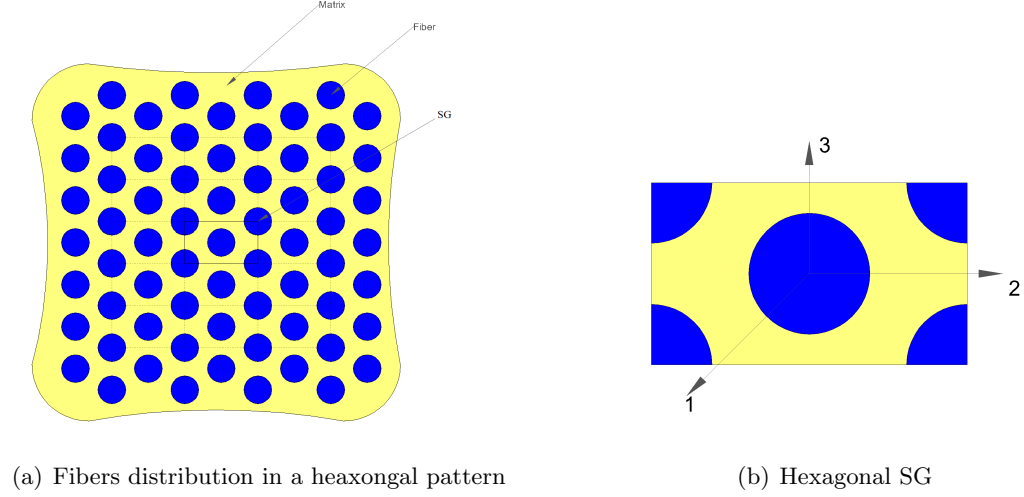 Matrix
Fiber
SG
3
2
1
(a) Fibers distribution in a heaxongal pattern
(b) Hexagonal SG